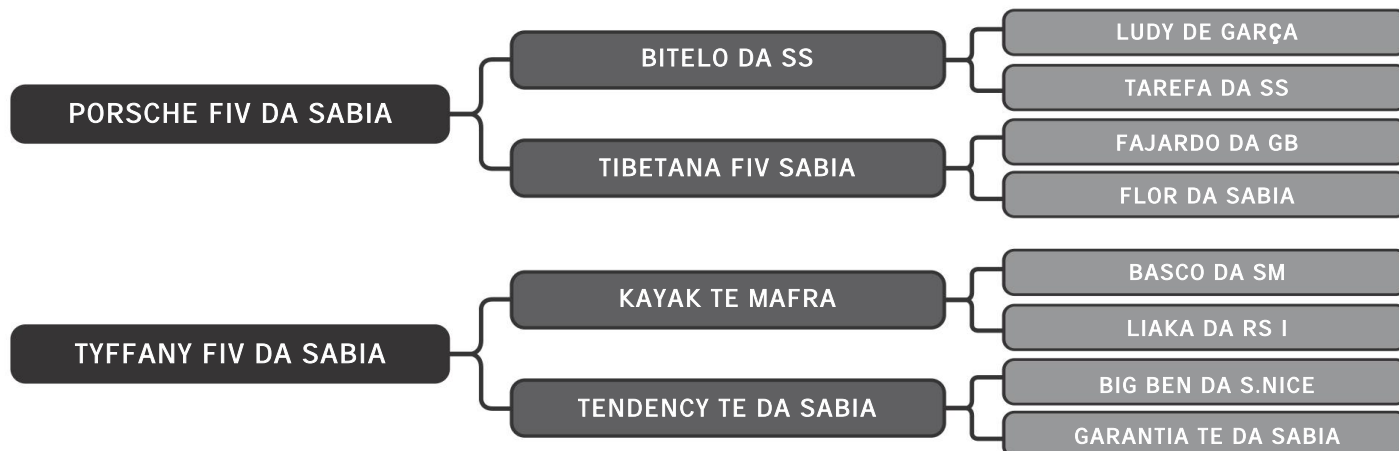 PORSCHE FIV DA SABIA
BITELO DA SS
LUDY DE GARÇA
TAREFA DA SS
TIBETANA FIV SABIA
FAJARDO DA GB
FLOR DA SABIA
TYFFANY FIV DA SABIA
KAYAK TE MAFRA
BASCO DA SM
LIAKA DA RS I
TENDENCY TE DA SABIA
BIG BEN DA S.NICE
GARANTIA TE DA SABIA